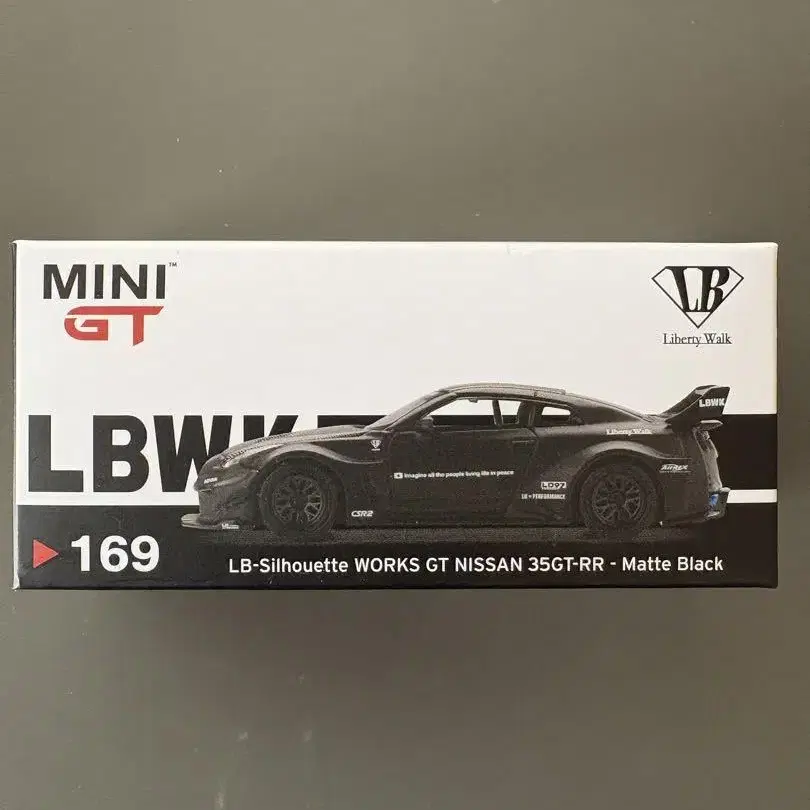 MINI™
GT
LB
Liberty Walk
LBWK
LBWK
Liberty Walk
Imagine all the people living life in peace
LD97
LB★PERFORMANCE
CSR2
169
LB-Silhouette WORKS GT NISSAN 35GT-RR - Matte Black